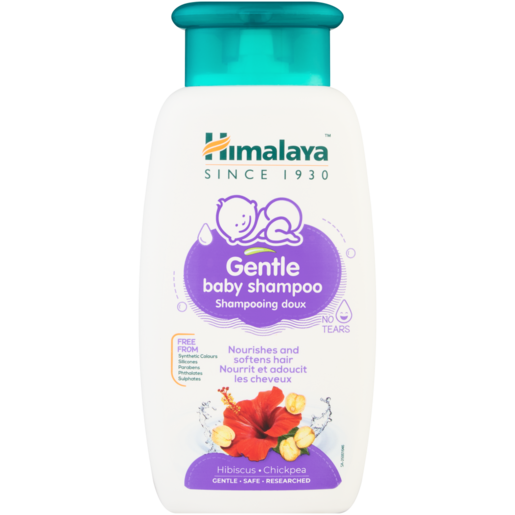 Himalaya™
SINCE 1930
Gentle
baby shampoo
Shampooing doux
NO
TEARS
FREE
FROM
Synthetic Colours
Silicones
Parabens
Phthalates
Sulphates
Nourishes and
softens hair
Nourrit et adoucit
les cheveux
Hibiscus • Chickpea
GENTLE • SAFE • RESEARCHED